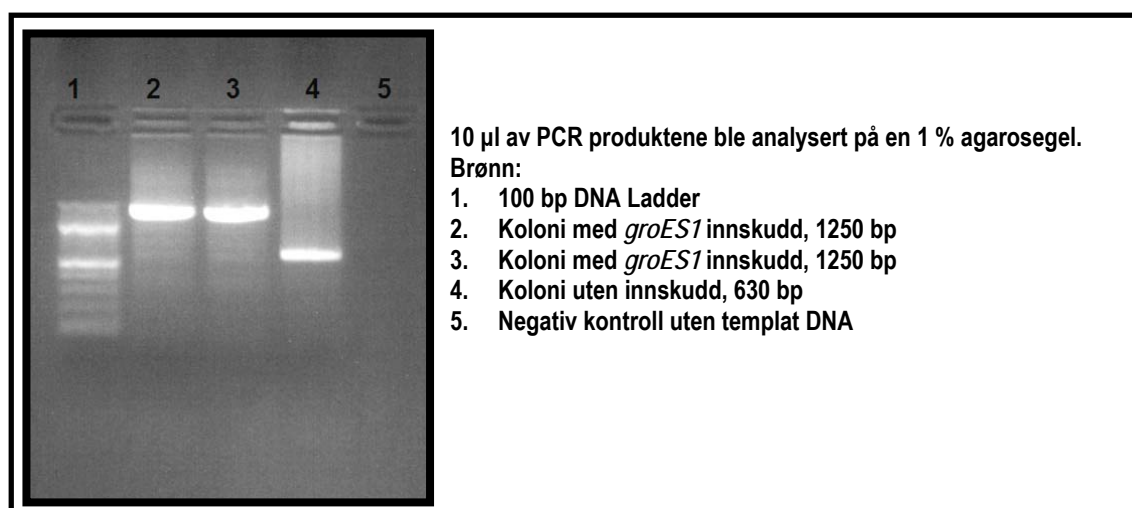 1 2 3 4 5
10 µl av PCR produktene ble analysert på en 1 % agarosegel.
Brønn:
1. 100 bp DNA Ladder
2. Koloni med groES1 innskudd, 1250 bp
3. Koloni med groES1 innskudd, 1250 bp
4. Koloni uten innskudd, 630 bp
5. Negativ kontroll uten templat DNA